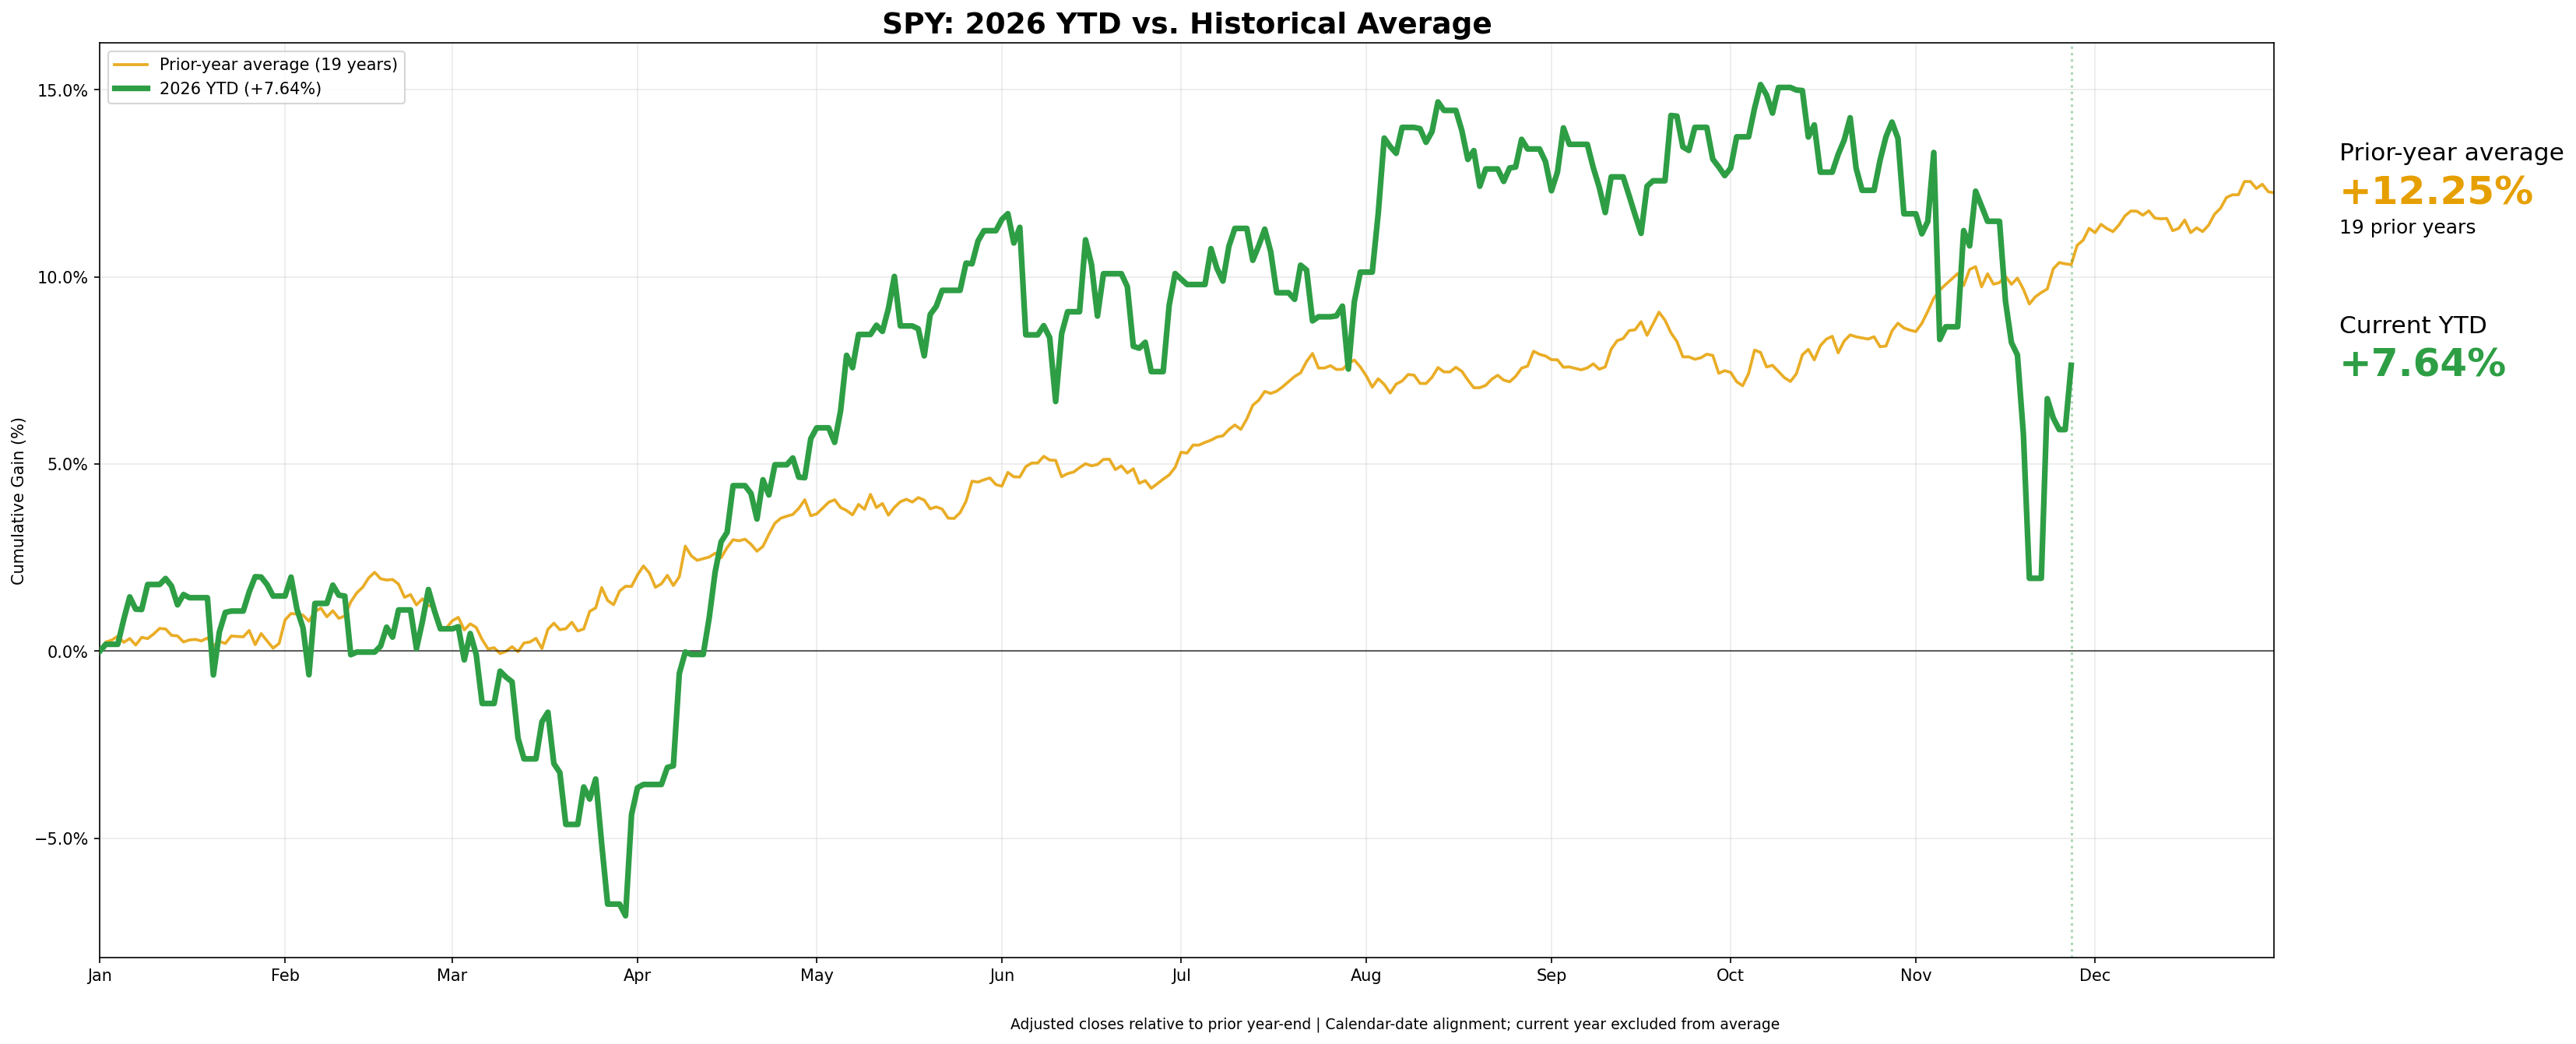 SPY: 2026 YTD vs. Historical Average
Prior-year average (19 years)
2026 YTD (+7.64%)
Cumulative Gain (%)
15.0%
10.0%
5.0%
0.0%
−5.0%
Jan Feb Mar Apr May Jun Jul Aug Sep Oct Nov Dec
Prior-year average
+12.25%
19 prior years
Current YTD
+7.64%
Adjusted closes relative to prior year-end | Calendar-date alignment; current year excluded from average